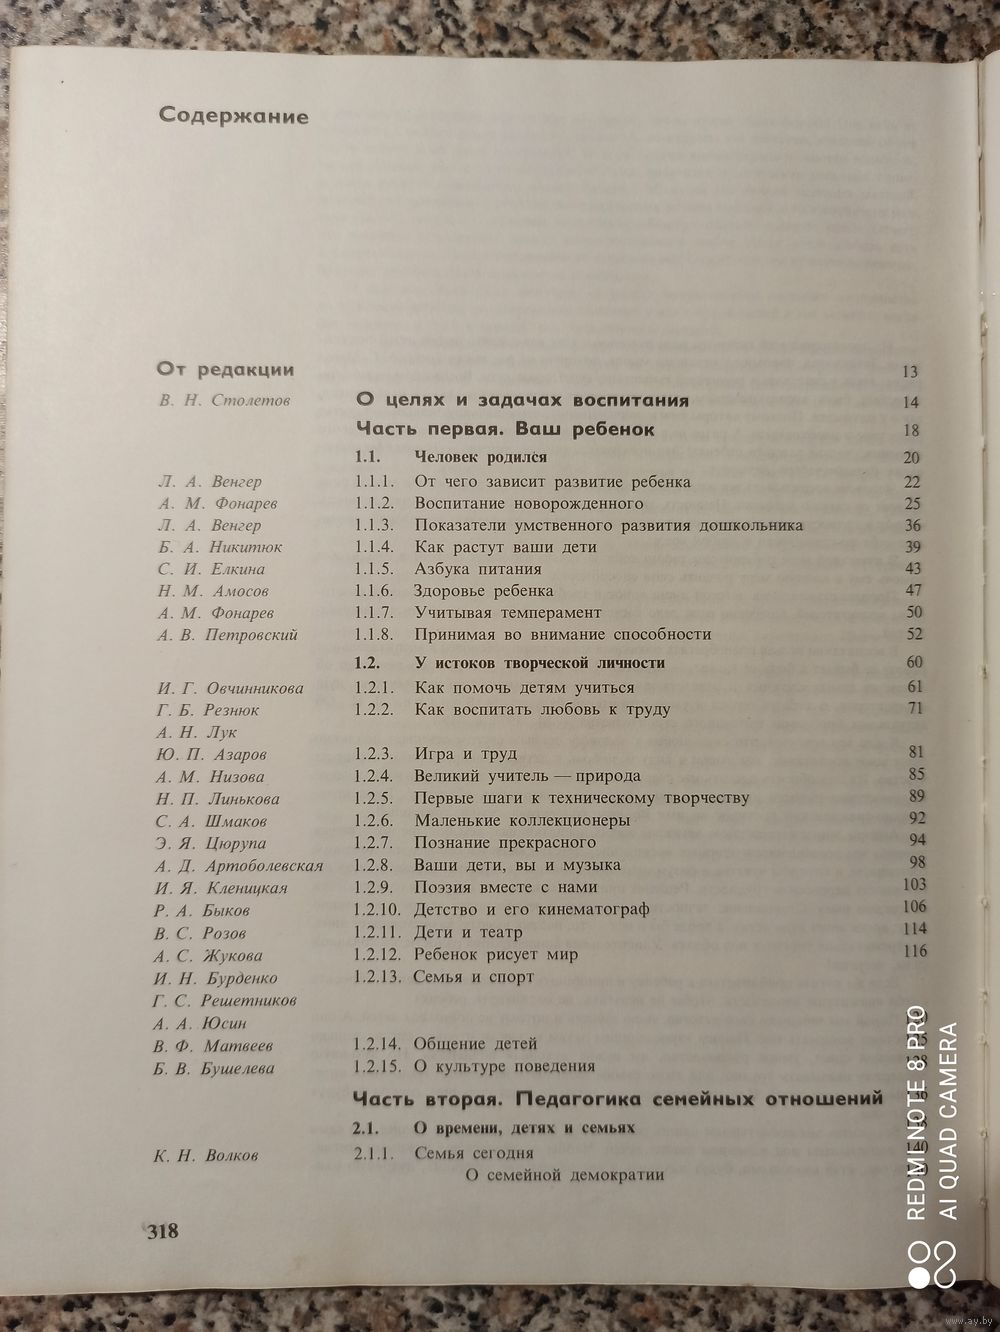 Содержание
От редакции 13
В. Н. Столетов О целях и задачах воспитания 14
Часть первая. Ваш ребенок 18
1.1. Человек родился 20
Л. А. Венгер 1.1.1. От чего зависит развитие ребенка 22
А. М. Фонарев 1.1.2. Воспитание новорожденного 25
Л. А. Венгер 1.1.3. Показатели умственного развития дошкольника 36
Б. А. Никитюк 1.1.4. Как растут ваши дети 39
С. И. Елкина 1.1.5. Азбука питания 43
Н. М. Амосов 1.1.6. Здоровье ребенка 47
А. М. Фонарев 1.1.7. Учитывая темперамент 50
А. В. Петровский 1.1.8. Принимая во внимание способности 52
1.2. У истоков творческой личности 60
И. Г. Овчинникова 1.2.1. Как помочь детям учиться 61
Г. Б. Резнюк 1.2.2. Как воспитать любовь к труду 71
А. Н. Лук
Ю. П. Азаров 1.2.3. Игра и труд 81
А. М. Низова 1.2.4. Великий учитель — природа 85
Н. П. Линькова 1.2.5. Первые шаги к техническому творчеству 89
С. А. Шмаков 1.2.6. Маленькие коллекционеры 92
Э. Я. Цюрупа 1.2.7. Познание прекрасного 94
А. Д. Артоболевская 1.2.8. Ваши дети, вы и музыка 98
И. Я. Кленицкая 1.2.9. Поэзия вместе с нами 103
Р. А. Быков 1.2.10. Детство и его кинематограф 106
В. С. Розов 1.2.11. Дети и театр 114
А. С. Жукова 1.2.12. Ребенок рисует мир 116
И. Н. Бурденко 1.2.13. Семья и спорт
Г. С. Решетников
А. А. Юсин
В. Ф. Матвеев 1.2.14. Общение детей
Б. В. Бушелева 1.2.15. О культуре поведения
Часть вторая. Педагогика семейных отношений
2.1. О времени, детях и семьях
К. Н. Волков 2.1.1. Семья сегодня 140
О семейной демократии
318
REDMI NOTE 8 PRO
AI QUAD CAMERA
www.ay.by